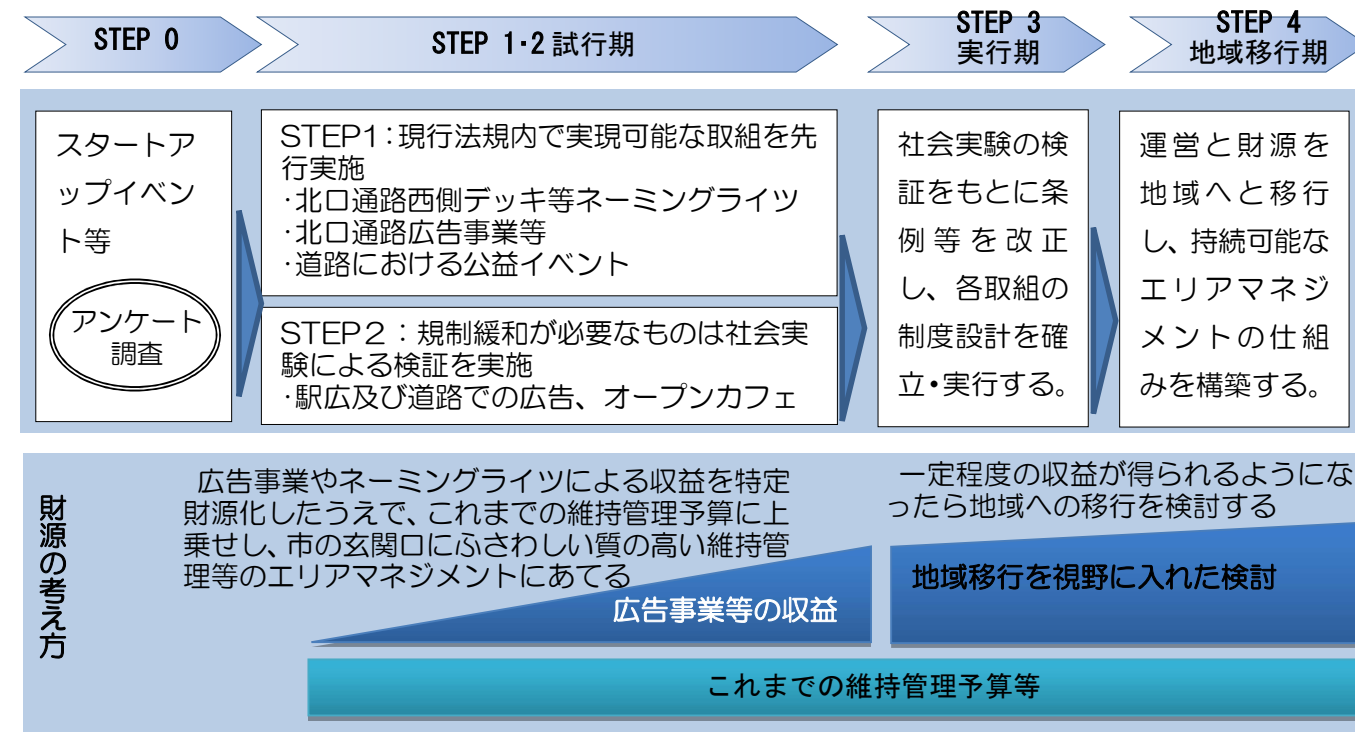 STEP 0
STEP 1・2試行期
STEP 3
実行期
STEP 4
地域移行期
スタートア
ップイベン
ト等
アンケート
調査
STEP1：現行法規内で実現可能な取組を先
行実施
・北口通路西側デッキ等ネーミングライツ
・北口通路広告事業等
・道路における公益イベント
STEP2：規制緩和が必要なものは社会実
験による検証を実施
・駅広及び道路での広告、オープンカフェ
社会実験の検
証をもとに条
例等を改正
し、各取組の
制度設計を確
立・実行する。
運営と財源を
地域へと移行
し、持続可能な
エリアマネジ
メントの仕組
みを構築する。
財源の考え方
広告事業やネーミングライツによる収益を特定
財源化したうえで、これまでの維持管理予算に上
乗せし、市の玄関口にふさわしい質の高い維持管
理等のエリアマネジメントにあてる
広告事業等の収益
一定程度の収益が得られるようにな
ったら地域への移行を検討する
地域移行を視野に入れた検討
これまでの維持管理予算等